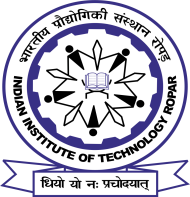 भारतीय प्रौद्योगिकी संस्थान रोपड़
INDIAN INSTITUTE OF TECHNOLOGY ROPAR
धियो यो नः प्रचोदयात्